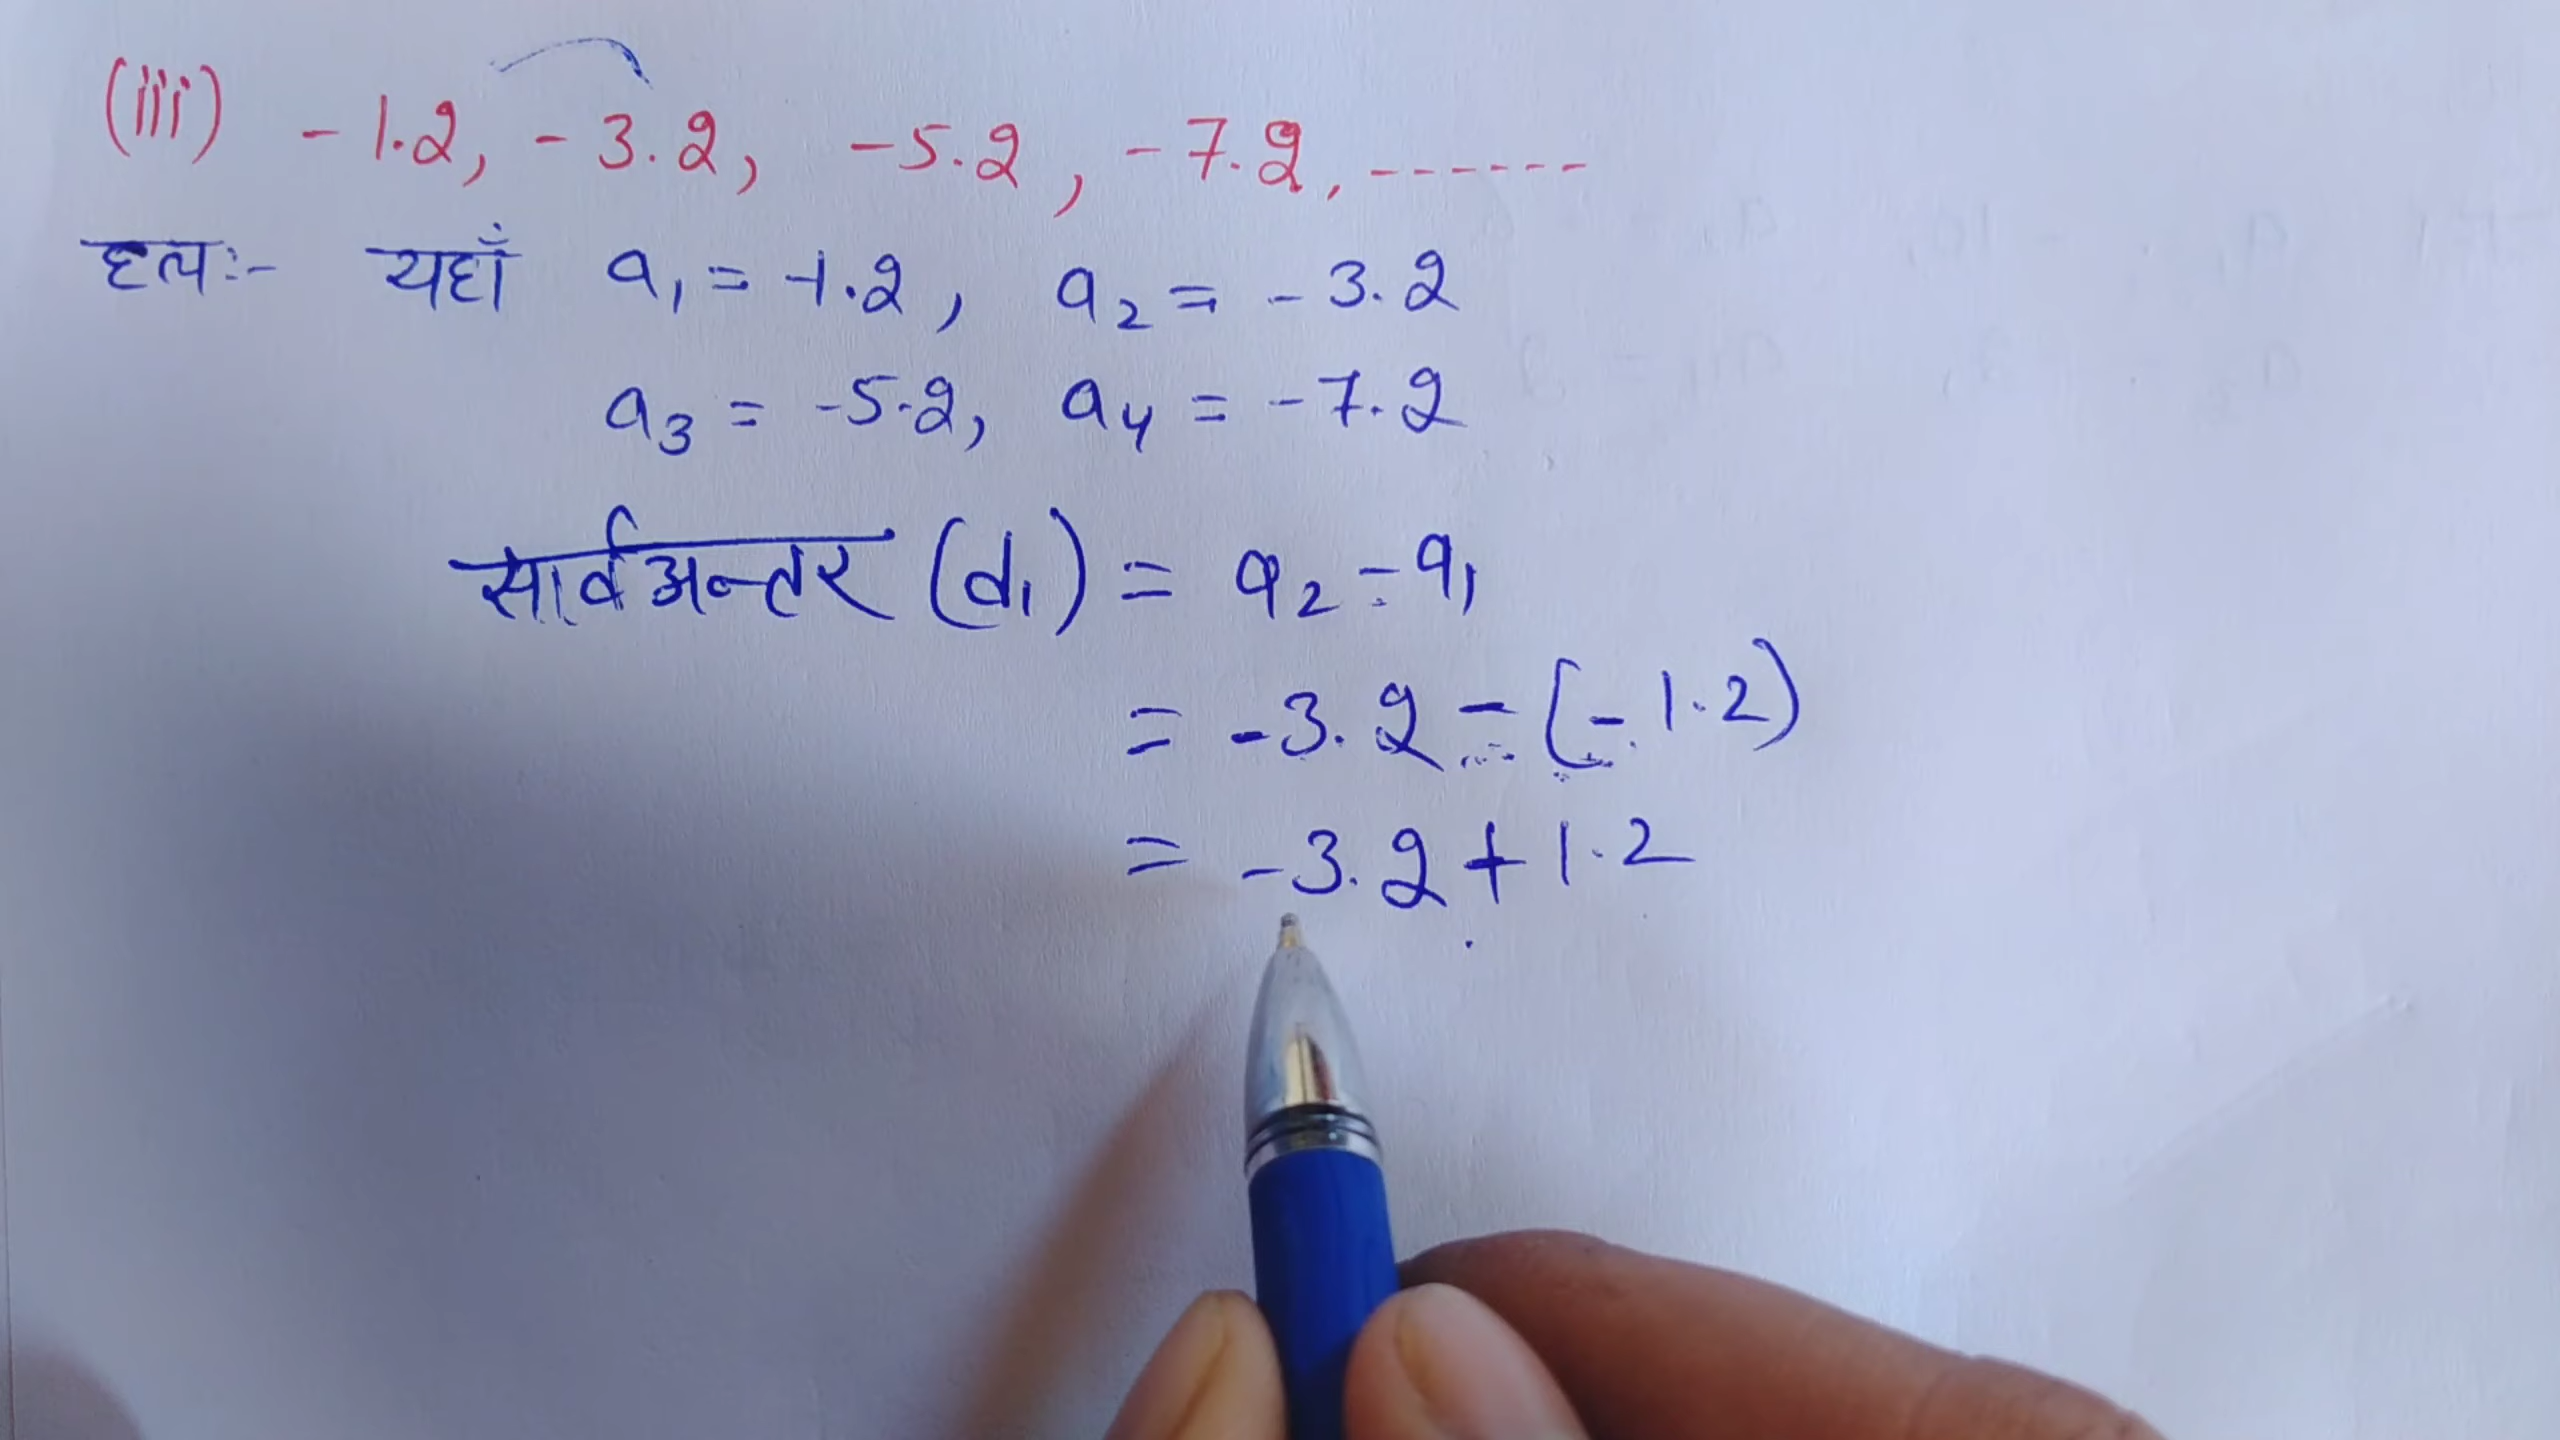 (iii) -1.2, -3.2, -5.2, -7.2, ------
हल:- यहाँ a₁ = -1.2, a₂ = -3.2
a₃ = -5.2, a₄ = -7.2
सार्वअन्तर (d₁) = a₂ - a₁
= -3.2 - (-1.2)
= -3.2 + 1.2